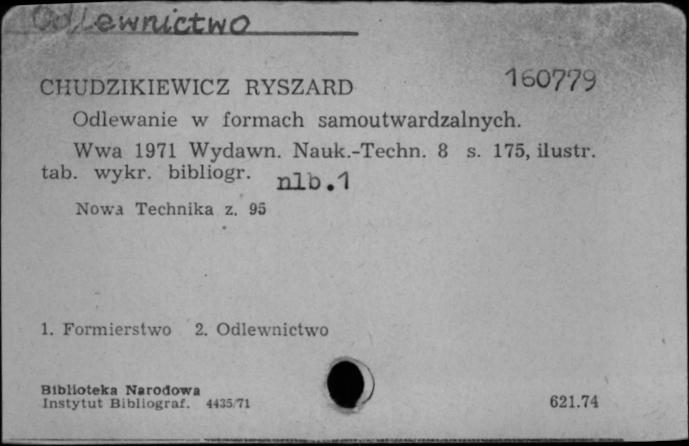 Odlewnictwo
CHUDZIKIEWICZ RYSZARD 160779
Odlewanie w formach samoutwardzalnych.
Wwa 1971 Wydawn. Nauk.-Techn. 8 s. 175, ilustr.
tab. wykr. bibliogr. nlb.1
Nowa Technika z. 95
1. Formierstwo 2. Odlewnictwo
Biblioteka Narodowa
Instytut Bibliograf. 4435/71 621.74